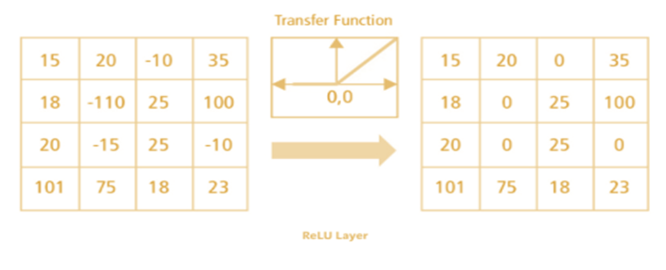 Transfer Function
15 20 -10 35
18 -110 25 100
20 -15 25 -10
101 75 18 23
0,0
15 20 0 35
18 0 25 100
20 0 25 0
101 75 18 23
ReLU Layer